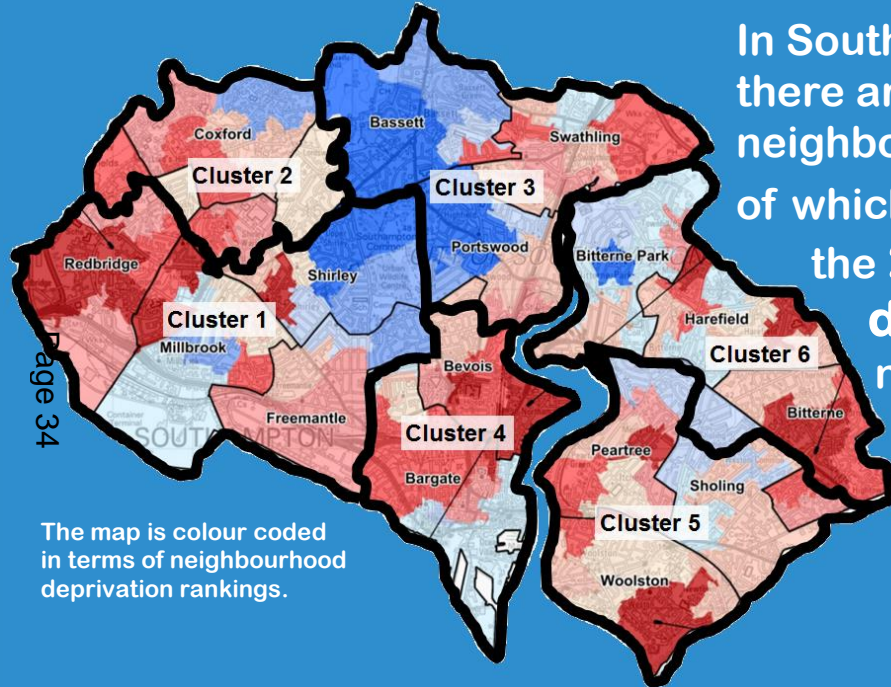 In South
there ar
neighbo
of which
the
d
n
Bassett
Coxford
Swathling
Cluster 2
Cluster 3
Portswood
Redbridge
Shirley
Bitterne Park
Cluster 1
Harefield
Millbrook
Cluster 6
Bevois
Freemantle
Cluster 4
Bitterne
SOUTH MPTON
Peartree
Bargate
Sholing
Cluster 5
Woolston
Page 34
The map is colour coded
in terms of neighbourhood
deprivation rankings.